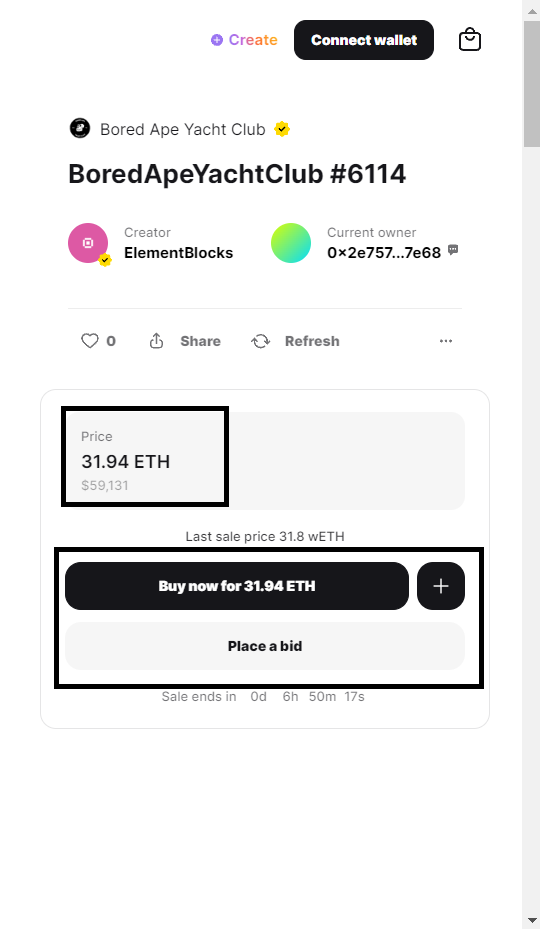 Create
Connect wallet
Bored Ape Yacht Club
BoredApeYachtClub #6114
Creator
ElementBlocks
Current owner
0x2e757...7e68
0
Share
Refresh
Price
31.94 ETH
$59,131
Last sale price 31.8 wETH
Buy now for 31.94 ETH
Place a bid
Sale ends in 0d 6h 50m 17s